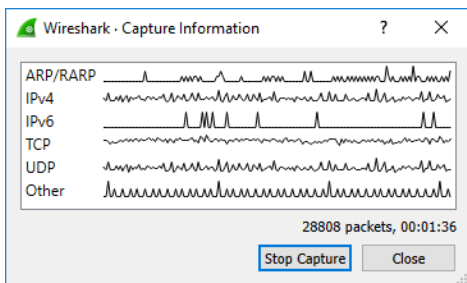 Wireshark · Capture Information ? ×
ARP/RARP
IPv4
IPv6
TCP
UDP
Other
28808 packets, 00:01:36
Stop Capture Close